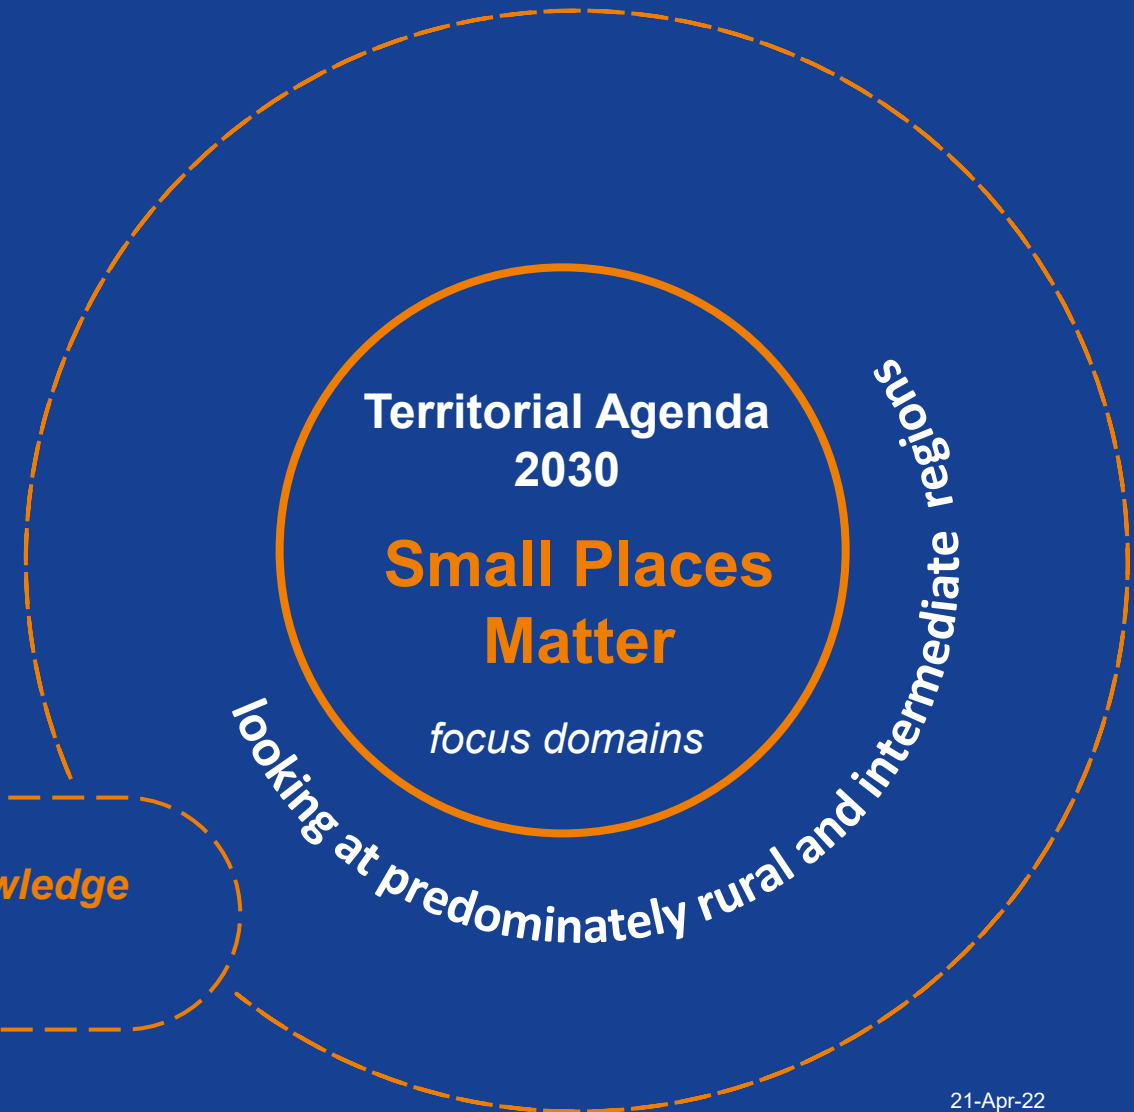 Territorial Agenda
2030
Small Places
Matter
focus domains
looking at predominately rural and intermediate regions
wledge
21-Apr-22